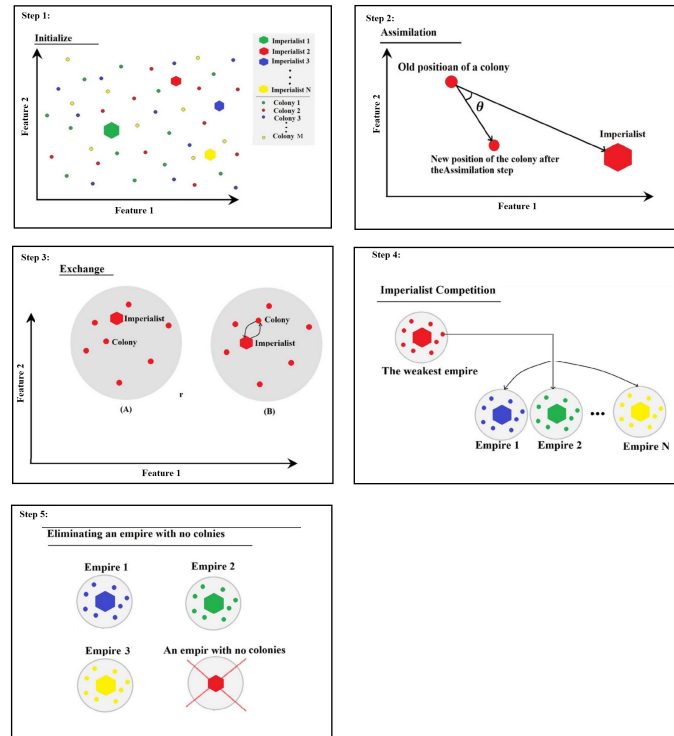 Step 1:
Initialize
Feature 2
Feature 1
Imperialist 1
Imperialist 2
Imperialist 3
Imperialist N
Colony 1
Colony 2
Colony 3
Colony M
Step 2:
Assimilation
Old positioan of a colony
θ
Imperialist
New position of the colony after
theAssimilation step
Feature 2
Feature 1
Step 3:
Exchange
Imperialist
Colony
(A)
r
Colony
Imperialist
(B)
Feature 2
Feature 1
Step 4:
Imperialist Competition
The weakest empire
Empire 1
Empire 2
Empire N
Step 5:
Eliminating an empire with no colnies
Empire 1
Empire 2
Empire 3
An empir with no colonies